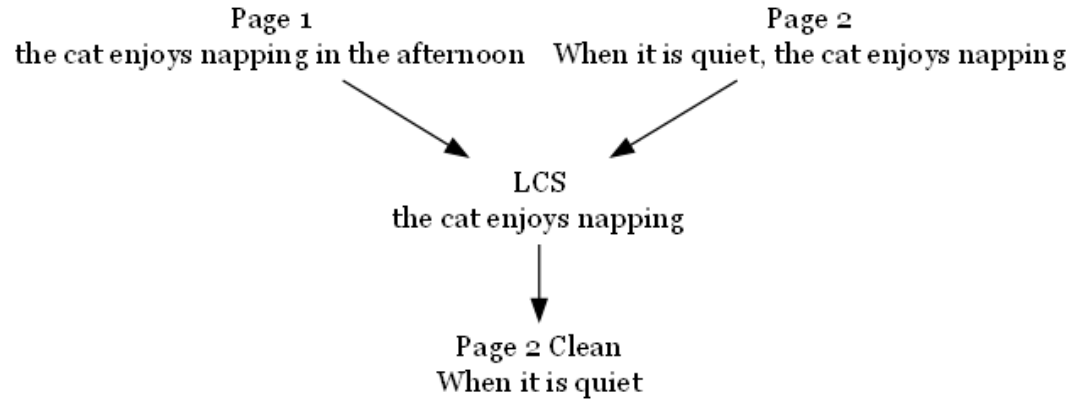 Page 1
the cat enjoys napping in the afternoon
Page 2
When it is quiet, the cat enjoys napping
LCS
the cat enjoys napping
Page 2 Clean
When it is quiet